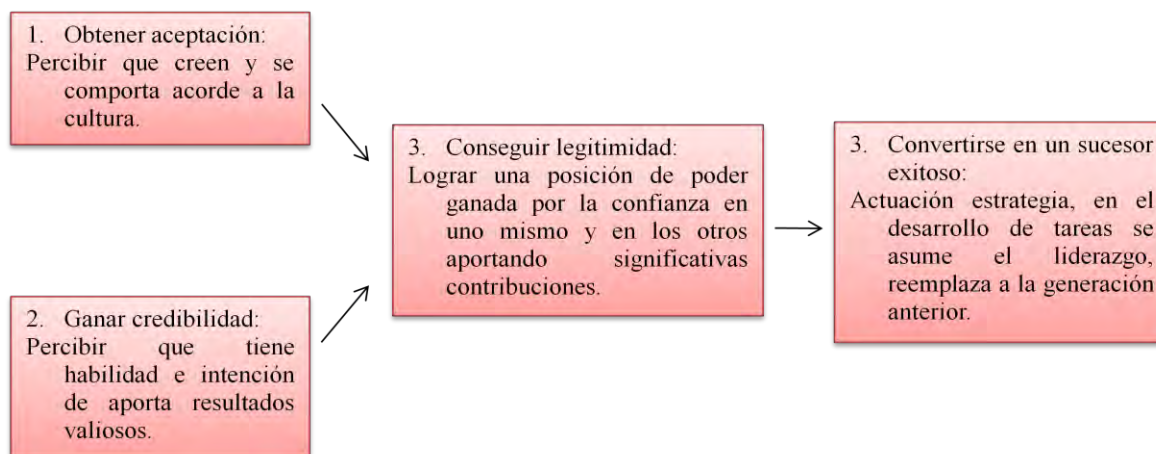 1. Obtener aceptación:
Percibir que creen y se
comporta acorde a la
cultura.
2. Ganar credibilidad:
Percibir que tiene
habilidad e intención
de aporta resultados
valiosos.
3. Conseguir legitimidad:
Lograr una posición de poder
ganada por la confianza en
uno mismo y en los otros
aportando significativas
contribuciones.
3. Convertirse en un sucesor
exitoso:
Actuación estrategia, en el
desarrollo de tareas se
asume el liderazgo,
reemplaza a la generación
anterior.